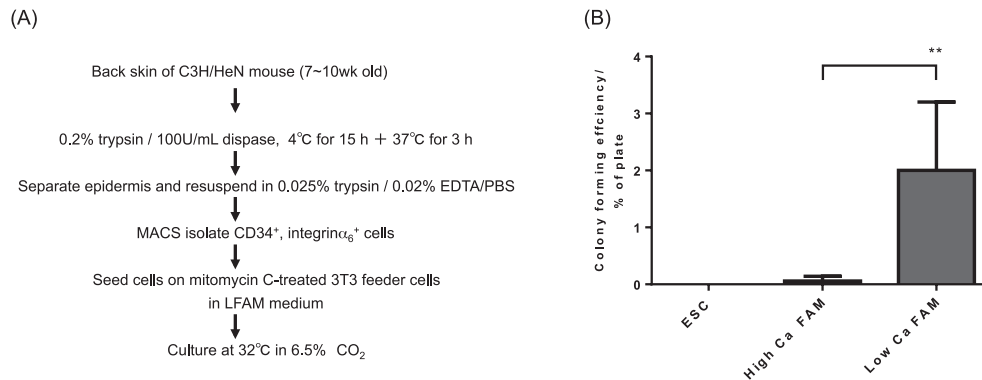 (A)
Back skin of C3H/HeN mouse (7~10wk old)
0.2% trypsin / 100U/mL dispase, 4℃ for 15 h + 37℃ for 3 h
Separate epidermis and resuspend in 0.025% trypsin / 0.02% EDTA/PBS
MACS isolate CD34⁺, integrinα₆⁺ cells
Seed cells on mitomycin C-treated 3T3 feeder cells
in LFAM medium
Culture at 32℃ in 6.5% CO₂
(B)
Colony forming effciency/
% of plate
4
3
2
1
0
**
ESC
High Ca FAM
Low Ca FAM